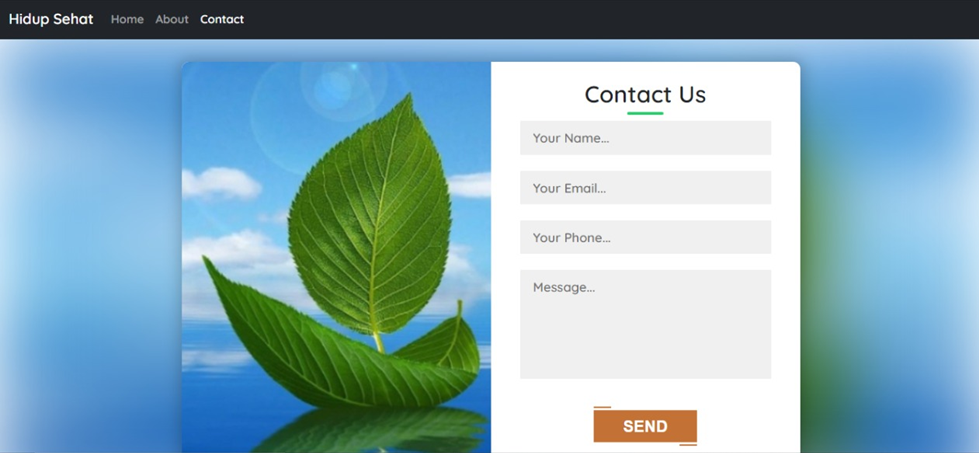 Hidup Sehat Home About Contact
Contact Us
Your Name...
Your Email...
Your Phone...
Message...
SEND